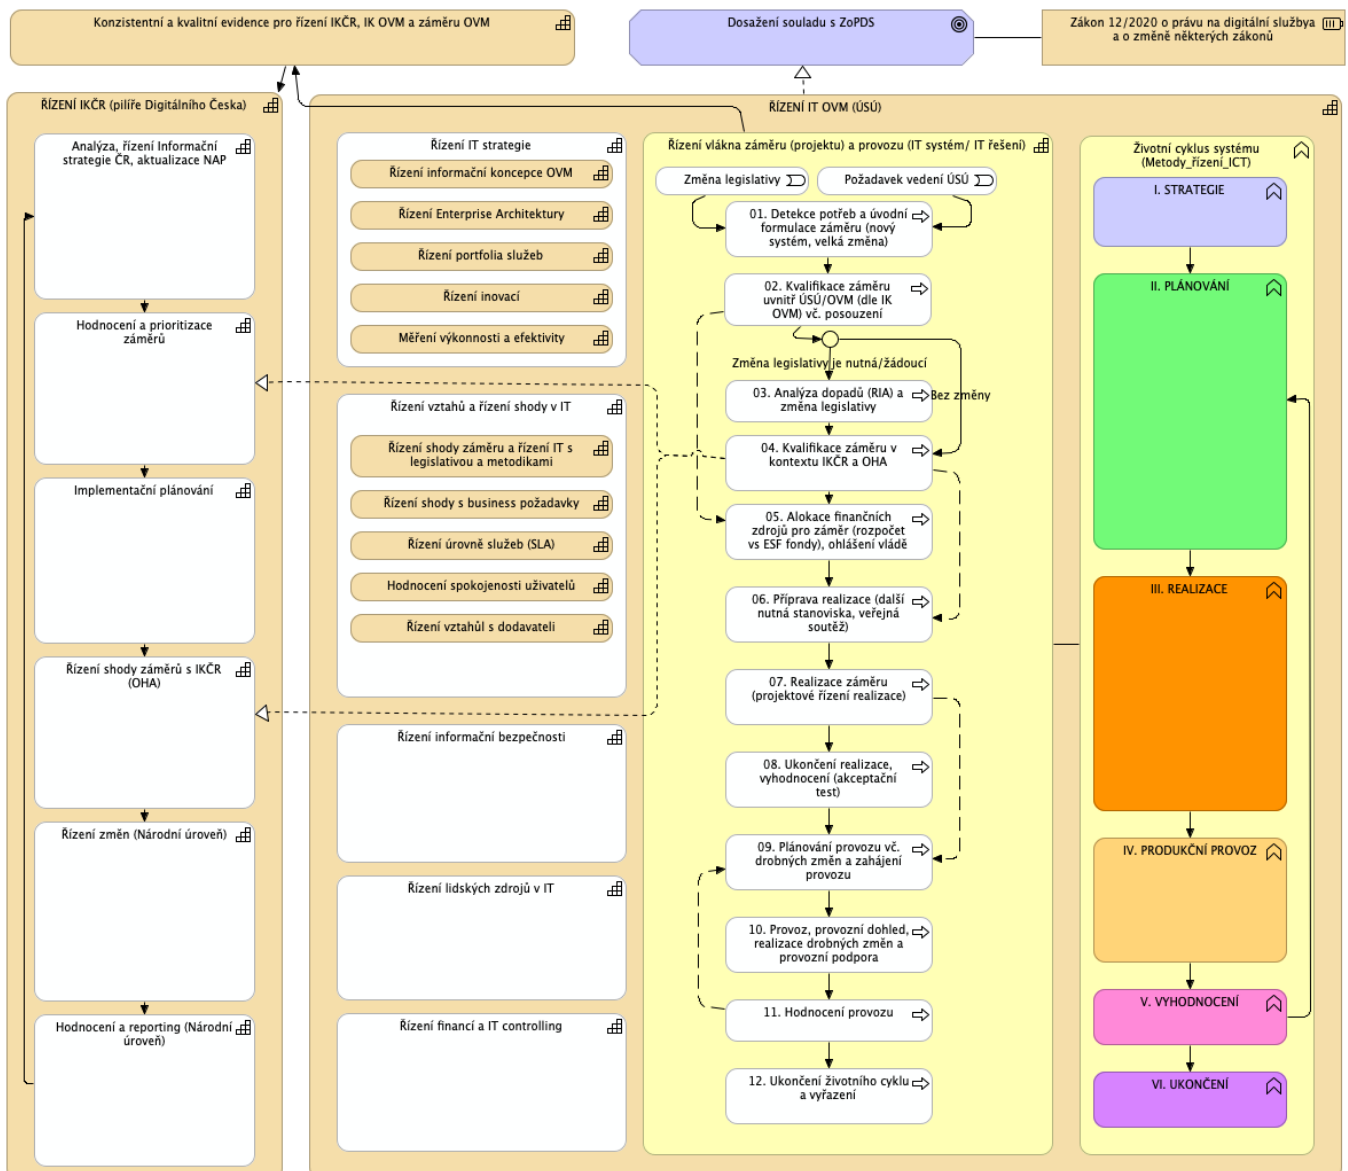 Konzistentní a kvalitní evidence pro řízení IKČR, IK OVM a záměru OVM
Dosažení souladu s ZoPDS
Zákon 12/2020 o právu na digitální službya
a o změně některých zákonů
ŘÍZENÍ IKČR (pilíře Digitálního Česka)
Analýza, řízení Informační
strategie ČR, aktualizace NAP
Hodnocení a prioritizace
záměrů
Implementační plánování
Řízení shody záměrů s IKČR
(OHA)
Řízení změn (Národní úroveň)
Hodnocení a reporting (Národní
úroveň)
ŘÍZENÍ IT OVM (ÚSÚ)
Řízení IT strategie
Řízení informační koncepce OVM
Řízení Enterprise Architektury
Řízení portfolia služeb
Řízení inovací
Měření výkonnosti a efektivity
Řízení vztahů a řízení shody v IT
Řízení shody záměru a řízení IT s
legislativou a metodikami
Řízení shody s business požadavky
Řízení úrovně služeb (SLA)
Hodnocení spokojenosti uživatelů
Řízení vztahůl s dodavateli
Řízení informační bezpečnosti
Řízení lidských zdrojů v IT
Řízení financí a IT controlling
Řízení vlákna záměru (projektu) a provozu (IT systém/ IT řešení)
Změna legislativy
Požadavek vedení ÚSÚ
01. Detekce potřeb a úvodní
formulace záměru (nový
systém, velká změna)
02. Kvalifikace záměru
uvnitř ÚSÚ/OVM (dle IK
OVM) vč. posouzení
Změna legislativy je nutná/žádoucí
03. Analýza dopadů (RIA) a
změna legislativy
Bez změny
04. Kvalifikace záměru v
kontextu IKČR a OHA
05. Alokace finančních
zdrojů pro záměr (rozpočet
vs ESF fondy), ohlášení vládě
06. Příprava realizace (další
nutná stanoviska, veřejná
soutěž)
07. Realizace záměru
(projektové řízení realizace)
08. Ukončení realizace,
vyhodnocení (akceptační
test)
09. Plánování provozu vč.
drobných změn a zahájení
provozu
10. Provoz, provozní dohled,
realizace drobných změn a
provozní podpora
11. Hodnocení provozu
12. Ukončení životního cyklu
a vyřazení
Životní cyklus systému
(Metody_řízení_ICT)
I. STRATEGIE
II. PLÁNOVÁNÍ
III. REALIZACE
IV. PRODUKČNÍ PROVOZ
V. VYHODNOCENÍ
VI. UKONČENÍ